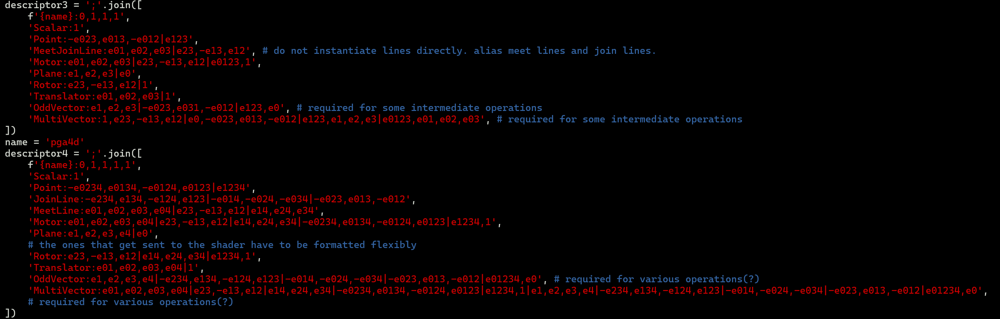 descriptor3 = ';'.join([
    f'{name}:0,1,1,1',
    'Scalar:1',
    'Point:-e023,e013,-e012|e123',
    'MeetJoinLine:e01,e02,e03|e23,-e13,e12', # do not instantiate lines directly. alias meet lines and join lines.
    'Motor:e01,e02,e03|e23,-e13,e12|e0123,1',
    'Plane:e1,e2,e3|e0',
    'Rotor:e23,-e13,e12|1',
    'Translator:e01,e02,e03|1',
    'OddVector:e1,e2,e3|-e023,e031,-e012|e123,e0', # required for some intermediate operations
    'MultiVector:1,e23,-e13,e12|e0,-e023,e013,-e012|e123,e1,e2,e3|e0123,e01,e02,e03', # required for some intermediate operations
])
name = 'pga4d'
descriptor4 = ';'.join([
    f'{name}:0,1,1,1,1',
    'Scalar:1',
    'Point:-e0234,e0134,-e0124,e0123|e1234',
    'JoinLine:-e234,e134,-e124,e123|-e014,-e024,-e034|-e023,e013,-e012',
    'MeetLine:e01,e02,e03,e04|e23,-e13,e12|e14,e24,e34',
    'Motor:e01,e02,e03,e04|e23,-e13,e12|e14,e24,e34|-e0234,e0134,-e0124,e0123|e1234,1',
    'Plane:e1,e2,e3,e4|e0',
    # the ones that get sent to the shader have to be formatted flexibly
    'Rotor:e23,-e13,e12|e14,e24,e34|e1234,1',
    'Translator:e01,e02,e03,e04|1',
    'OddVector:e1,e2,e3,e4|-e234,e134,-e124,e123|-e014,-e024,-e034|-e023,e013,-e012|e01234,e0', # required for various operations(?)
    'MultiVector:e01,e02,e03,e04|e23,-e13,e12|e14,e24,e34|-e0234,e0134,-e0124,e0123|e1234,1|e1,e2,e3,e4|-e234,e134,-e124,e123|-e014,-e024,-e034|-e023,e013,-e012|e01234,e0',
    # required for various operations(?)
])